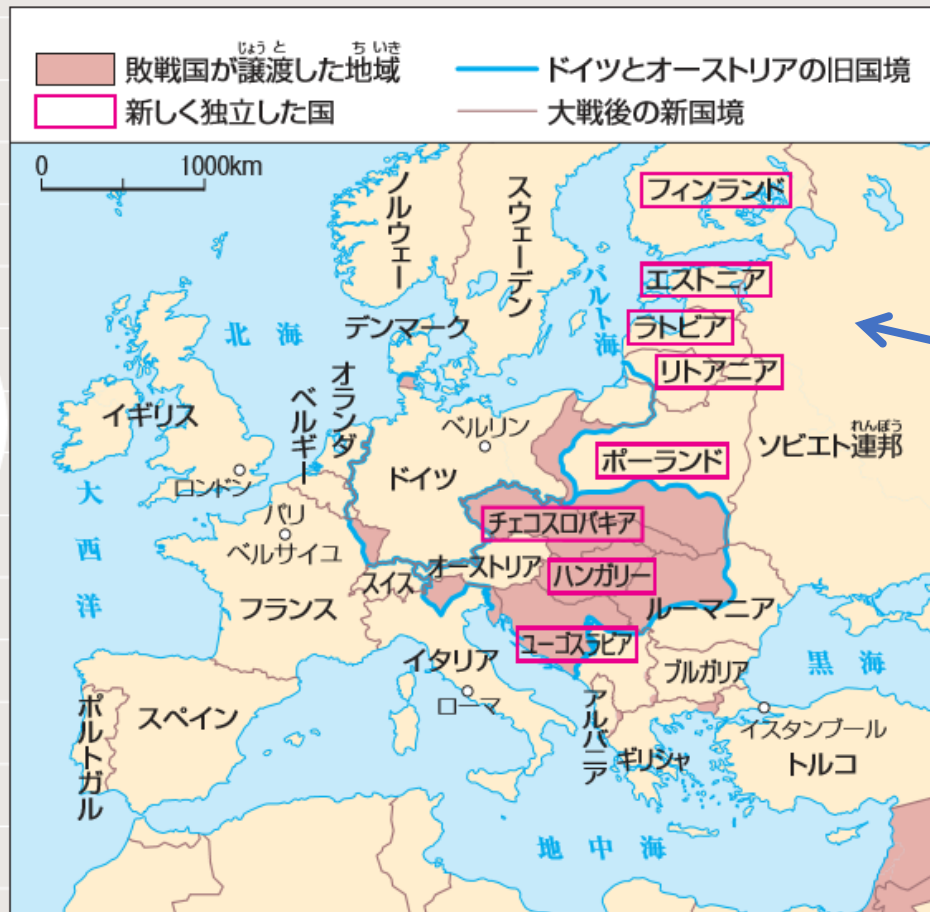 じょう と
ち いき
敗戦国が譲渡した地域
ドイツとオーストリアの旧国境
新しく独立した国
大戦後の新国境
0
1000km
ノルウェー
スウェーデン
フィンランド
エストニア
ラトビア
リトアニア
バルト海
北海
デンマーク
オランダ
ベルギー
イギリス
ロンドン
ベルリン
ドイツ
ポーランド
れんぽう
ソビエト連邦
大西洋
パリ
ベルサイユ
フランス
チェコスロバキア
オーストリア
スイス
ハンガリー
ルーマニア
ユーゴスラビア
イタリア
ローマ
ブルガリア
黒海
アルバニア
ギリシャ
イスタンブール
トルコ
ポルトガル
スペイン
地中海